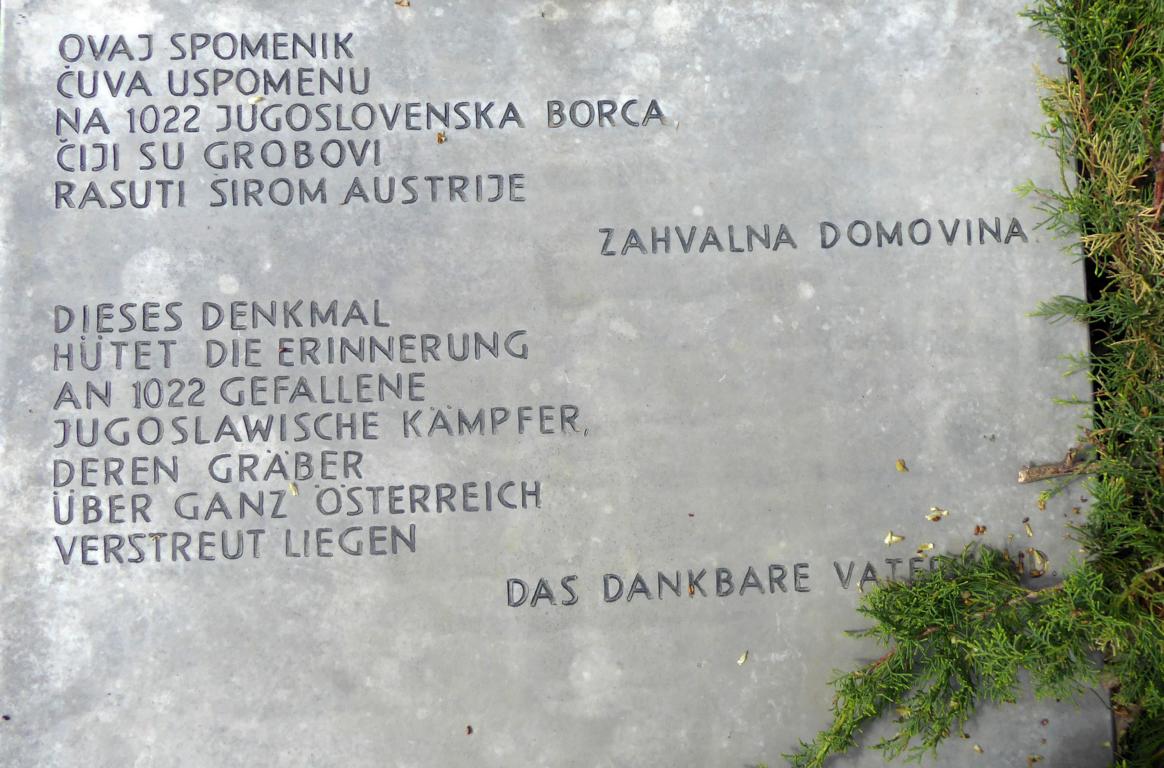 OVAJ SPOMENIK
ČUVA USPOMENU
NA 1022 JUGOSLOVENSKA BORCA
ČIJI SU GROBOVI
RASUTI ŠIROM AUSTRIJE
ZAHVALNA DOMOVINA
DIESES DENKMAL
HÜTET DIE ERINNERUNG
AN 1022 GEFALLENE
JUGOSLAWISCHE KÄMPFER,
DEREN GRÄBER
ÜBER GANZ ÖSTERREICH
VERSTREUT LIEGEN
DAS DANKBARE